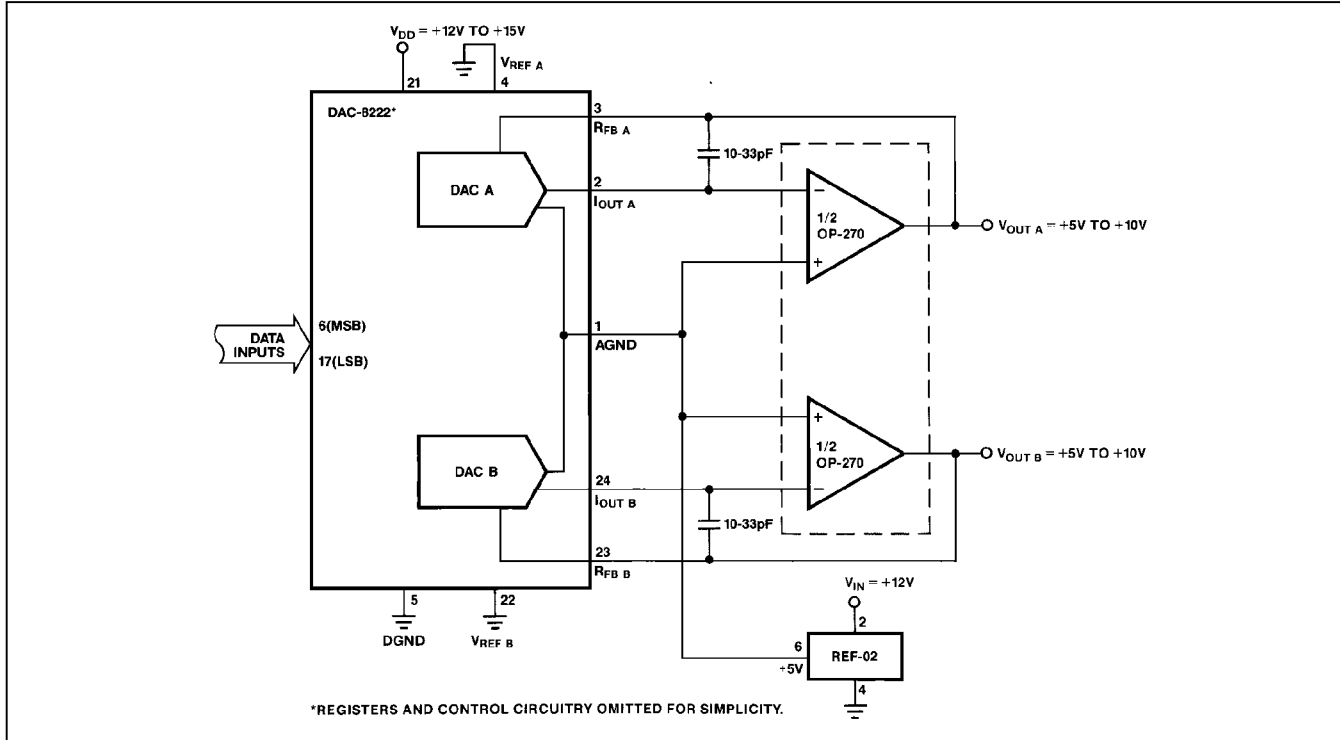 V_DD = +12V TO +15V
V_REF A
21
4
DAC-8222*
3
R_FB A
10-33pF
DAC A
2
I_OUT A
−
1/2
OP-270
+
V_OUT A = +5V TO +10V
1
AGND
6(MSB)
DATA
INPUTS
17(LSB)
+
1/2
OP-270
−
V_OUT B = +5V TO +10V
DAC B
24
I_OUT B
10-33pF
23
R_FB B
V_IN = +12V
2
5
22
DGND
V_REF B
6
+5V
REF-02
4
*REGISTERS AND CONTROL CIRCUITRY OMITTED FOR SIMPLICITY.